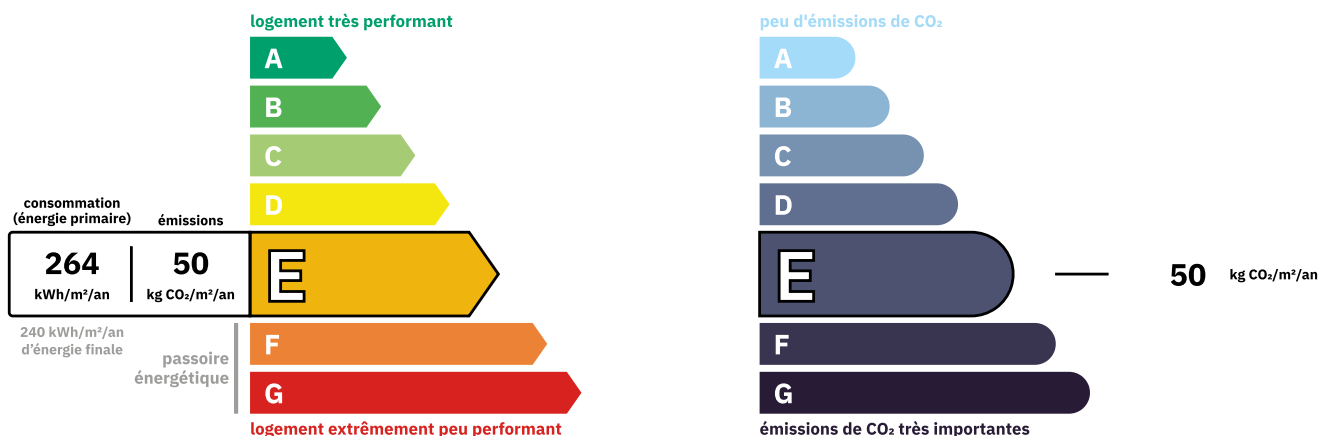 logement très performant
A
B
C
D
consommation
(énergie primaire)
émissions
264
kWh/m²/an
50
kg CO₂/m²/an
E
240 kWh/m²/an
d'énergie finale
passoire
énergétique
F
G
logement extrêmement peu performant
peu d'émissions de CO₂
A
B
C
D
E
50 kg CO₂/m²/an
F
G
émissions de CO₂ très importantes